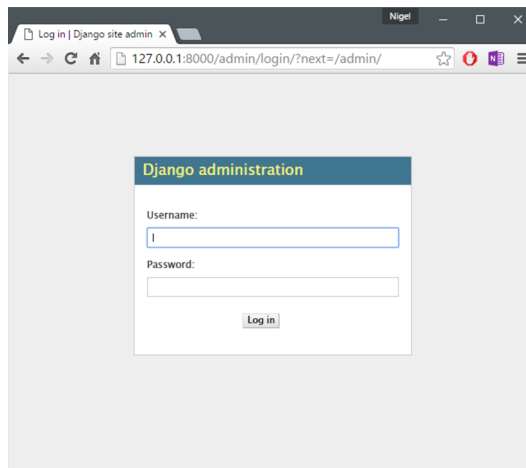 Nigel
Log in | Django site admin
127.0.0.1:8000/admin/login/?next=/admin/
N
Django administration
Username:
Password:
Log in